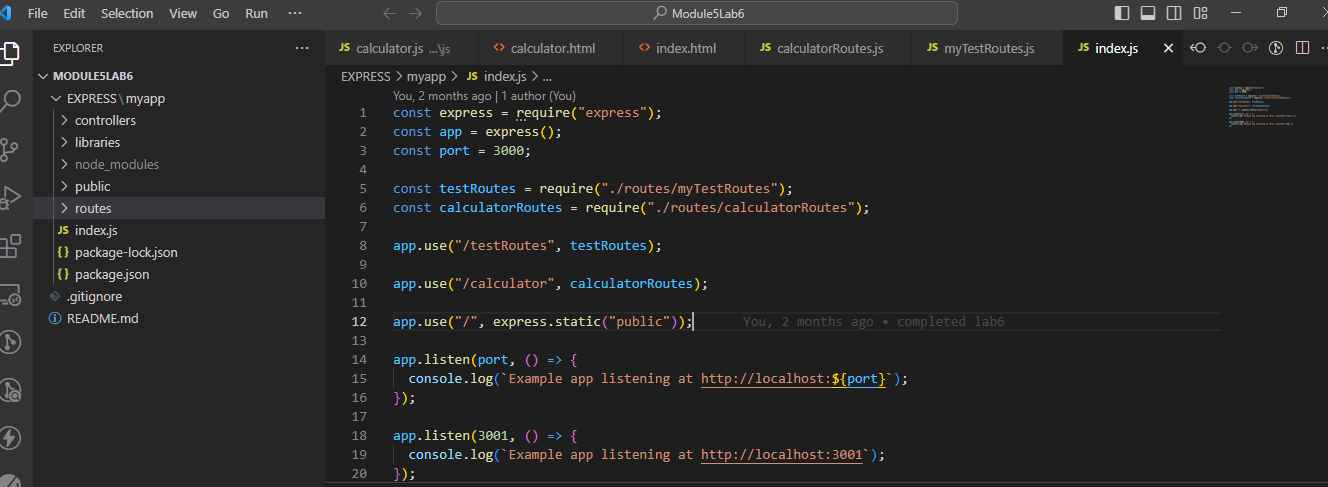 File Edit Selection View Go Run ···
Module5Lab6
EXPLORER ···
MODULE5LAB6
EXPRESS \ myapp
controllers
libraries
node_modules
public
routes
JS index.js
{} package-lock.json
{} package.json
.gitignore
README.md
JS calculator.js ...\js
<> calculator.html
<> index.html
JS calculatorRoutes.js
JS myTestRoutes.js
JS index.js
EXPRESS > myapp > JS index.js > ...
You, 2 months ago | 1 author (You)
1 const express = require("express");
2 const app = express();
3 const port = 3000;
4
5 const testRoutes = require("./routes/myTestRoutes");
6 const calculatorRoutes = require("./routes/calculatorRoutes");
7
8 app.use("/testRoutes", testRoutes);
9
10 app.use("/calculator", calculatorRoutes);
11
12 app.use("/", express.static("public")); You, 2 months ago • completed lab6
13
14 app.listen(port, () => {
15 console.log(`Example app listening at http://localhost:${port}`);
16 });
17
18 app.listen(3001, () => {
19 console.log(`Example app listening at http://localhost:3001`);
20 });